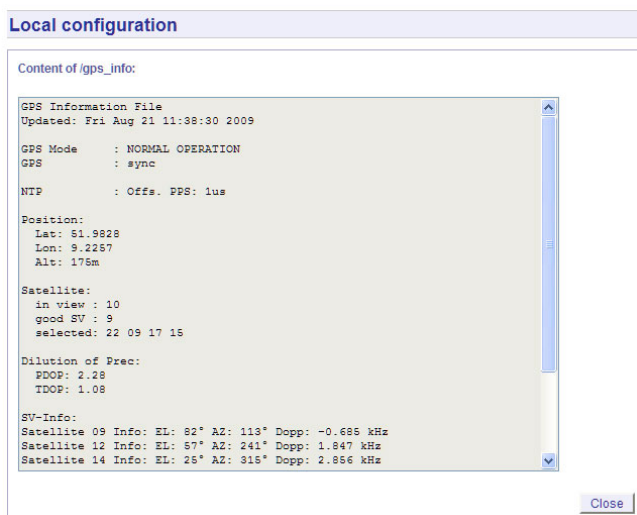 Local configuration
Content of /gps_info:
GPS Information File
Updated: Fri Aug 21 11:38:30 2009
GPS Mode : NORMAL OPERATION
GPS : sync
NTP : Offs. PPS: 1us
Position:
Lat: 51.9828
Lon: 9.2257
Alt: 175m
Satellite:
in view : 10
good SV : 9
selected: 22 09 17 15
Dilution of Prec:
PDOP: 2.28
TDOP: 1.08
SV-Info:
Satellite 09 Info: EL: 82° AZ: 113° Dopp: -0.685 kHz
Satellite 12 Info: EL: 57° AZ: 241° Dopp: 1.847 kHz
Satellite 14 Info: EL: 25° AZ: 315° Dopp: 2.856 kHz
Close